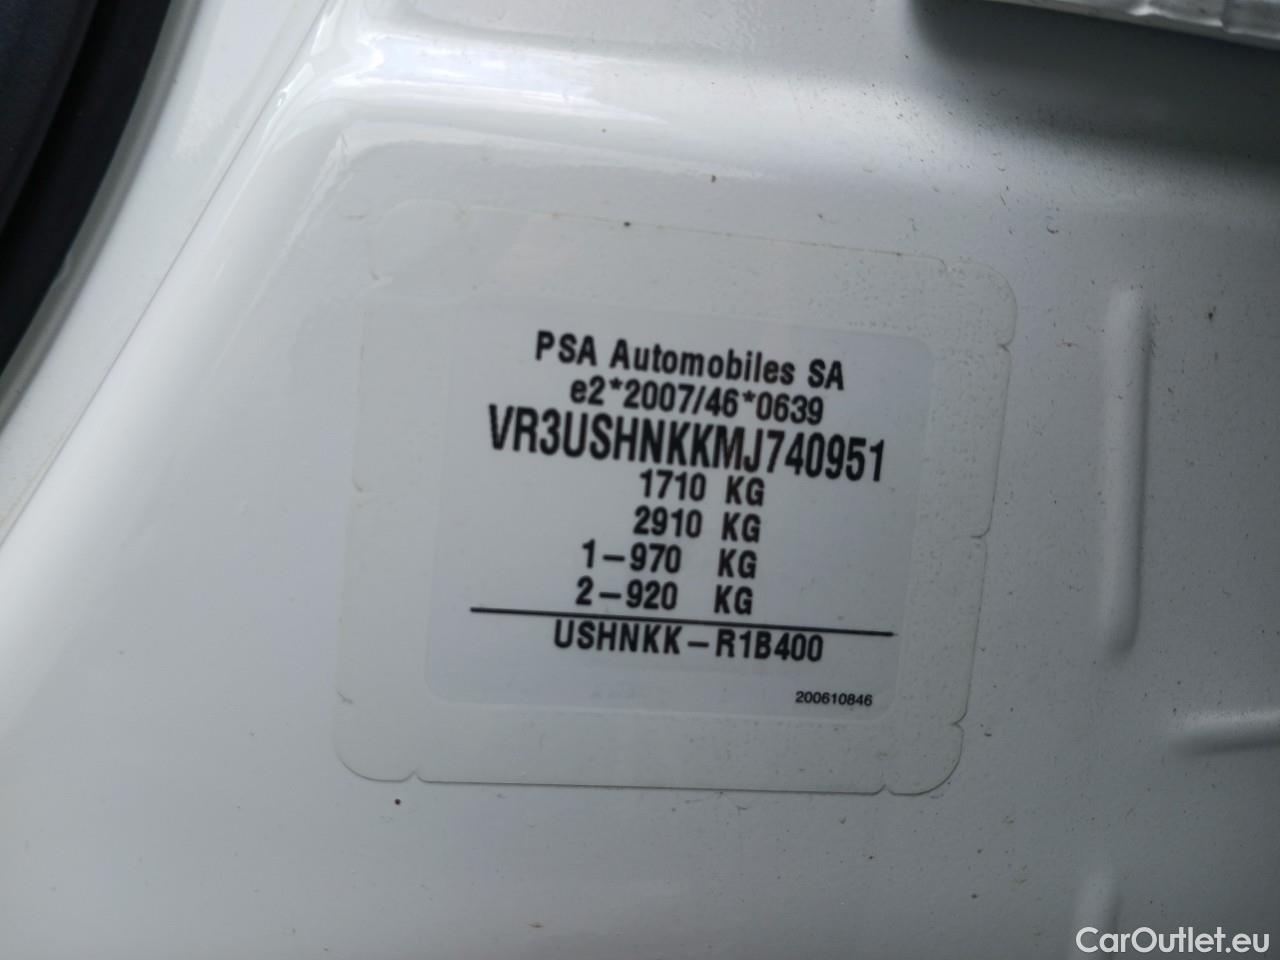 PSA Automobiles SA
e2*2007/46*0639
VR3USHNKKMJ740951
1710 KG
2910 KG
1-970 KG
2-920 KG
USHNKK-R1B400
200610846
CarOutlet.eu